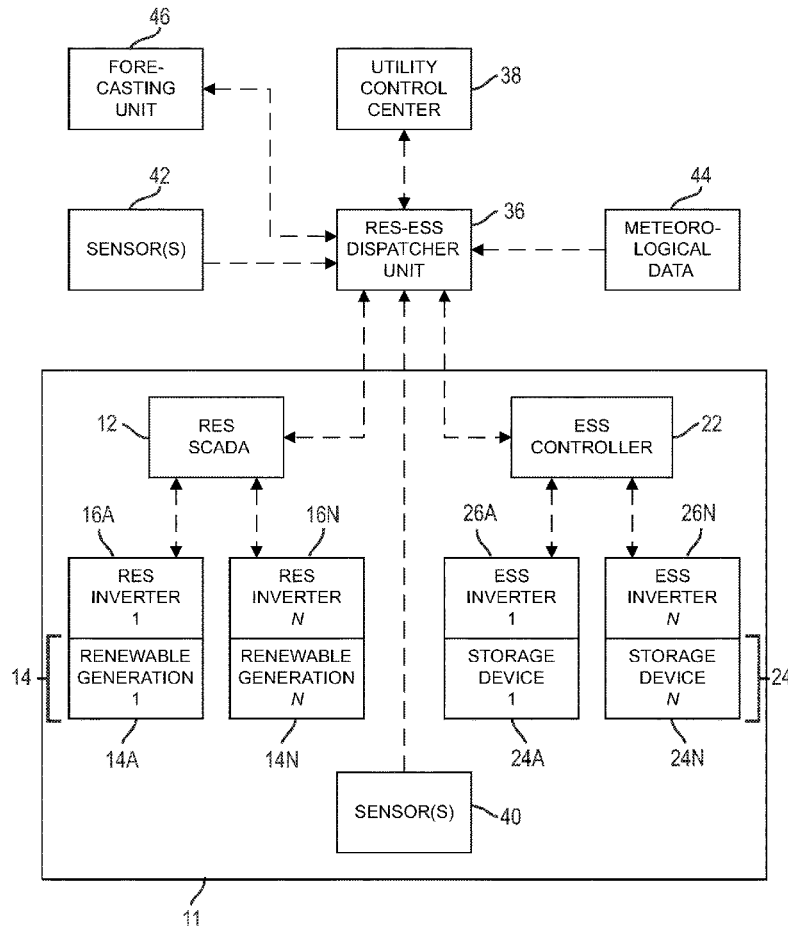 46
FORE-
CASTING
UNIT
UTILITY
CONTROL
CENTER
38
42
SENSOR(S)
36
RES-ESS
DISPATCHER
UNIT
44
METEORO-
LOGICAL
DATA
12
RES
SCADA
ESS
CONTROLLER
22
16A
RES
INVERTER
1
16N
RES
INVERTER
N
26A
ESS
INVERTER
1
26N
ESS
INVERTER
N
14
RENEWABLE
GENERATION
1
RENEWABLE
GENERATION
N
STORAGE
DEVICE
1
STORAGE
DEVICE
N
24
14A
14N
24A
24N
SENSOR(S)
40
11